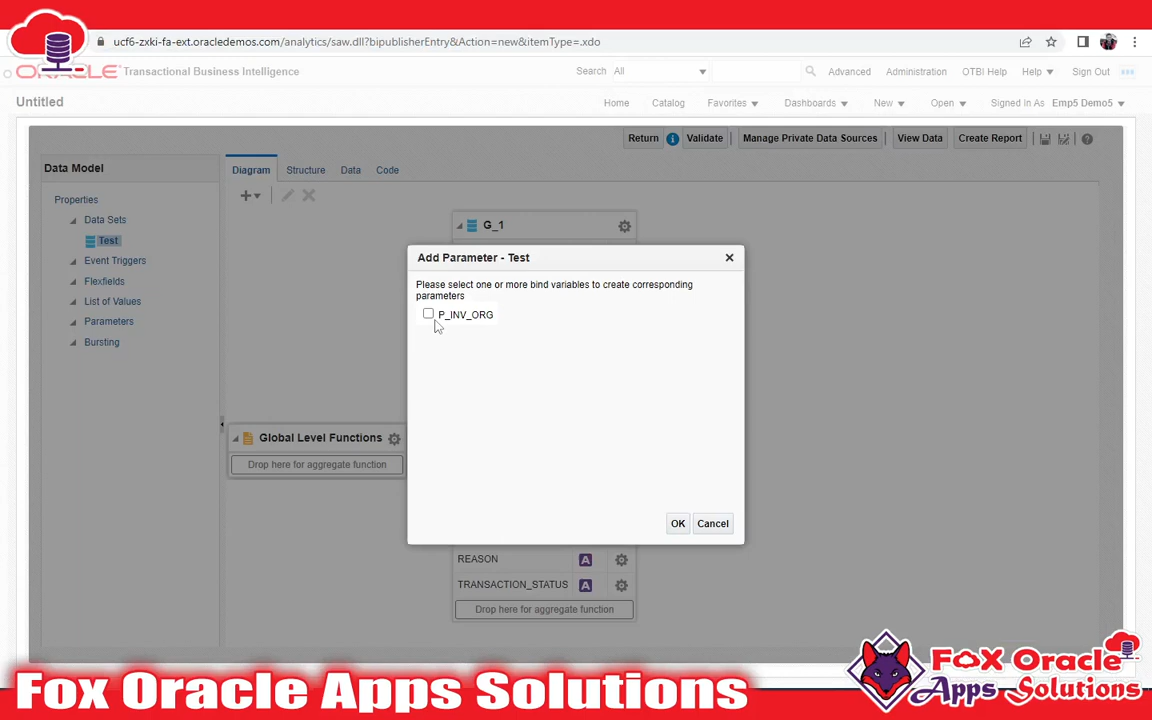 ucf6-zxki-fa-ext.oracledemos.com/analytics/saw.dll?bipublisherEntry&Action=new&itemType=.xdo
ORACLE Transactional Business Intelligence
Search All
Advanced
Administration
OTBI Help
Help
Sign Out
Untitled
Home
Catalog
Favorites
Dashboards
New
Open
Signed In As Emp5 Demo5
Return
Validate
Manage Private Data Sources
View Data
Create Report
Data Model
Diagram
Structure
Data
Code
Properties
Data Sets
Test
Event Triggers
Flexfields
List of Values
Parameters
Bursting
G_1
Add Parameter - Test
Please select one or more bind variables to create corresponding
parameters
P_INV_ORG
Global Level Functions
Drop here for aggregate function
OK
Cancel
REASON
A
TRANSACTION_STATUS
A
Drop here for aggregate function
Fox Oracle Apps Solutions
Fox Oracle
Apps Solutions